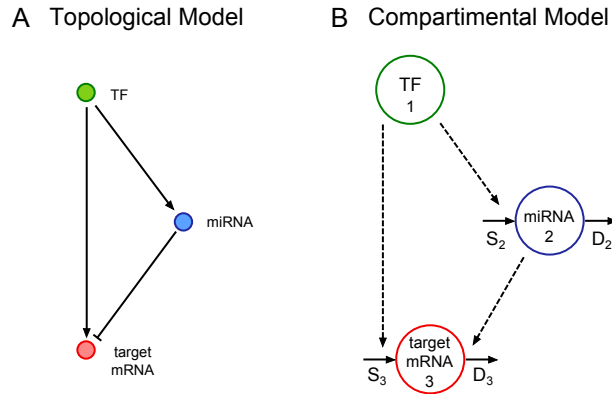 A Topological Model
TF
miRNA
target
mRNA
B Compartimental Model
TF
1
miRNA
2
S2
D2
target
mRNA
3
S3
D3